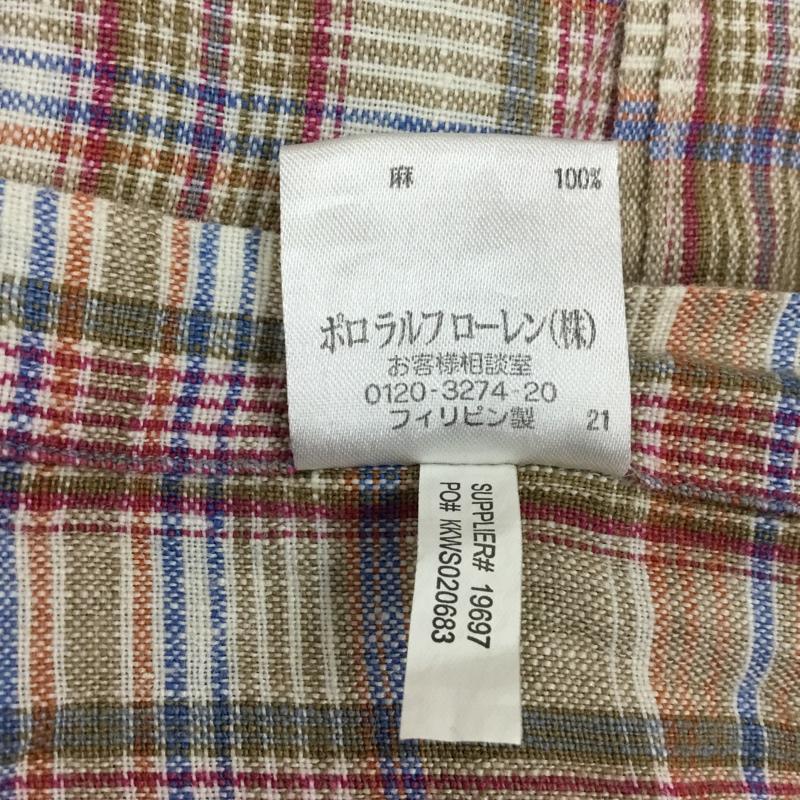 麻 100%
ポロ ラルフ ローレン(株)
お客様相談室
0120-3274-20
フィリピン製 21
SUPPLIER# 19697
PO# KKWS020683